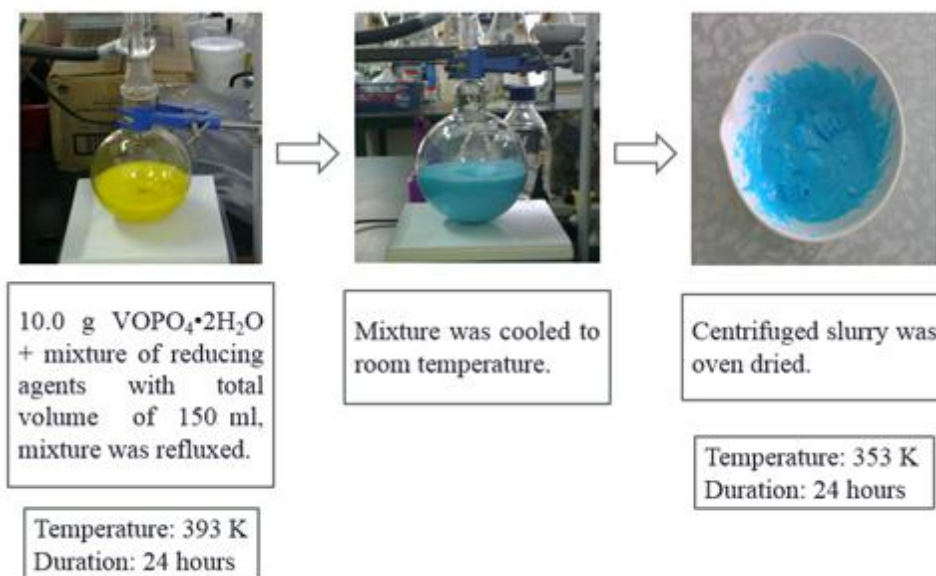 10.0 g VOPO₄•2H₂O
+ mixture of reducing
agents with total
volume of 150 ml,
mixture was refluxed.
Temperature: 393 K
Duration: 24 hours
Mixture was cooled to
room temperature.
Centrifuged slurry was
oven dried.
Temperature: 353 K
Duration: 24 hours